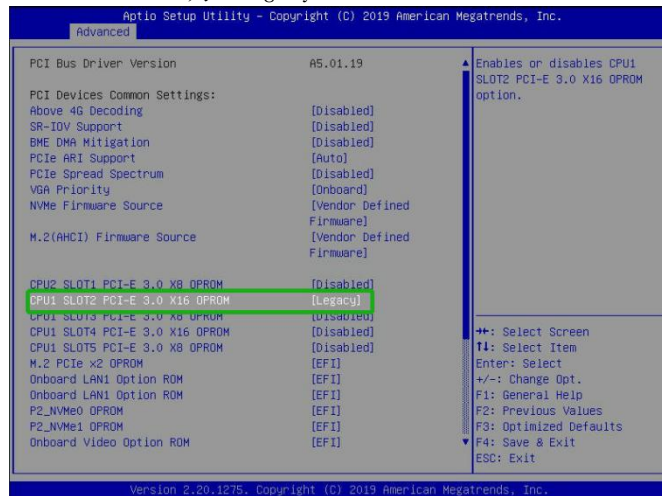 Aptio Setup Utility – Copyright (C) 2019 American Megatrends, Inc.
Advanced
PCI Bus Driver Version A5.01.19
PCI Devices Common Settings:
Above 4G Decoding [Disabled]
SR-IOV Support [Disabled]
BME DMA Mitigation [Disabled]
PCIe ARI Support [Auto]
PCIe Spread Spectrum [Disabled]
VGA Priority [Onboard]
NVMe Firmware Source [Vendor Defined
Firmware]
M.2(AHCI) Firmware Source [Vendor Defined
Firmware]
CPU2 SLOT1 PCI-E 3.0 X8 OPROM [Disabled]
CPU1 SLOT2 PCI-E 3.0 X16 OPROM [Legacy]
CPU1 SLOT3 PCI-E 3.0 X8 OPROM [Disabled]
CPU1 SLOT4 PCI-E 3.0 X16 OPROM [Disabled]
CPU1 SLOT5 PCI-E 3.0 X8 OPROM [Disabled]
M.2 PCIe x2 OPROM [EFI]
Onboard LAN1 Option ROM [EFI]
Onboard LAN1 Option ROM [EFI]
P2_NVMe0 OPROM [EFI]
P2_NVMe1 OPROM [EFI]
Onboard Video Option ROM [EFI]
Enables or disables CPU1
SLOT2 PCI-E 3.0 X16 OPROM
option.
→←: Select Screen
↑↓: Select Item
Enter: Select
+/-: Change Opt.
F1: General Help
F2: Previous Values
F3: Optimized Defaults
F4: Save & Exit
ESC: Exit
Version 2.20.1275. Copyright (C) 2019 American Megatrends, Inc.